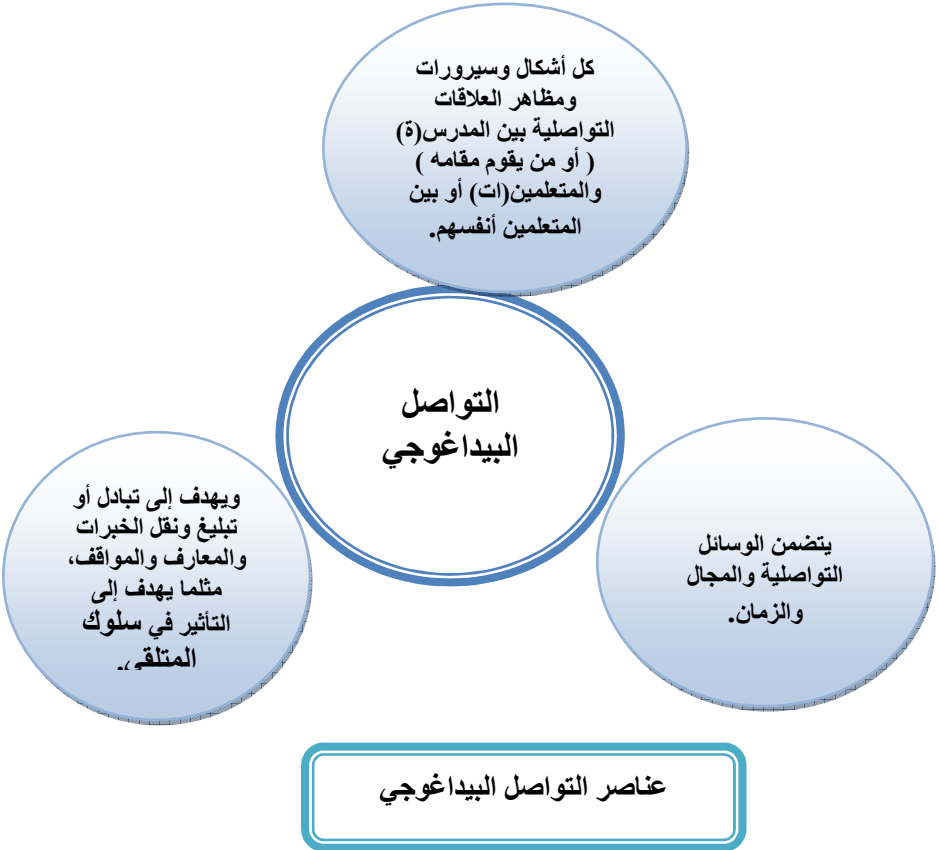 كل أشكال وسيرورات
ومظاهر العلاقات
التواصلية بين المدرس(ة)
( أو من يقوم مقامه )
والمتعلمين(ات) أو بين
المتعلمين أنفسهم.
التواصل
البيداغوجي
يتضمن الوسائل
التواصلية والمجال
والزمان.
ويهدف إلى تبادل أو
تبليغ ونقل الخبرات
والمعارف والمواقف،
مثلما يهدف إلى
التأثير في سلوك
المتلقي.
عناصر التواصل البيداغوجي